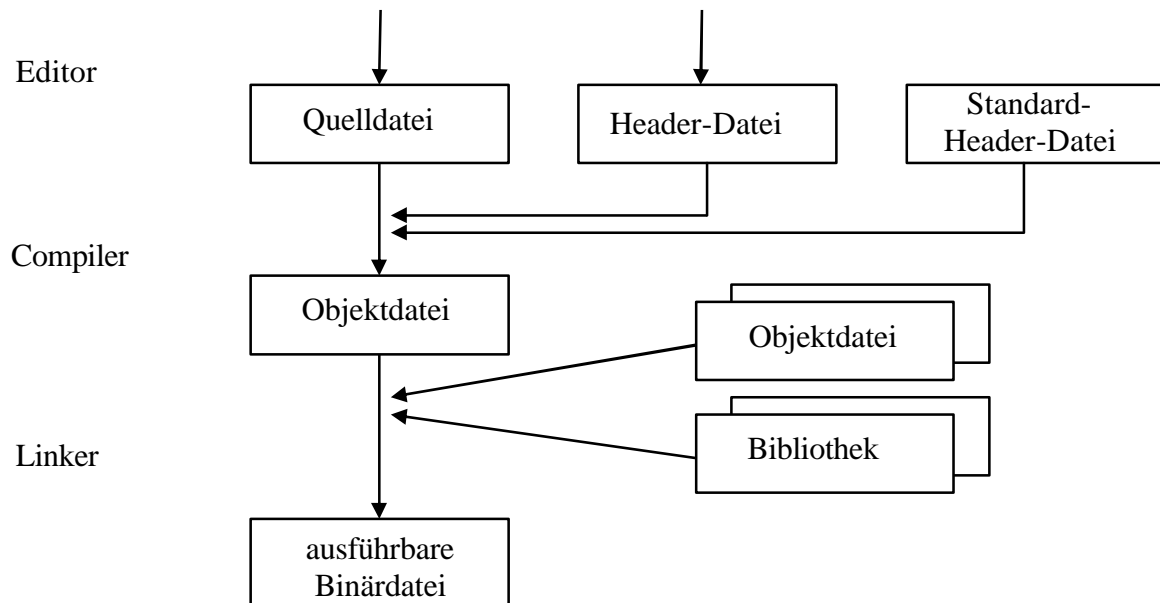 Editor
Quelldatei
Header-Datei
Standard-
Header-Datei
Compiler
Objektdatei
Objektdatei
Bibliothek
Linker
ausführbare
Binärdatei